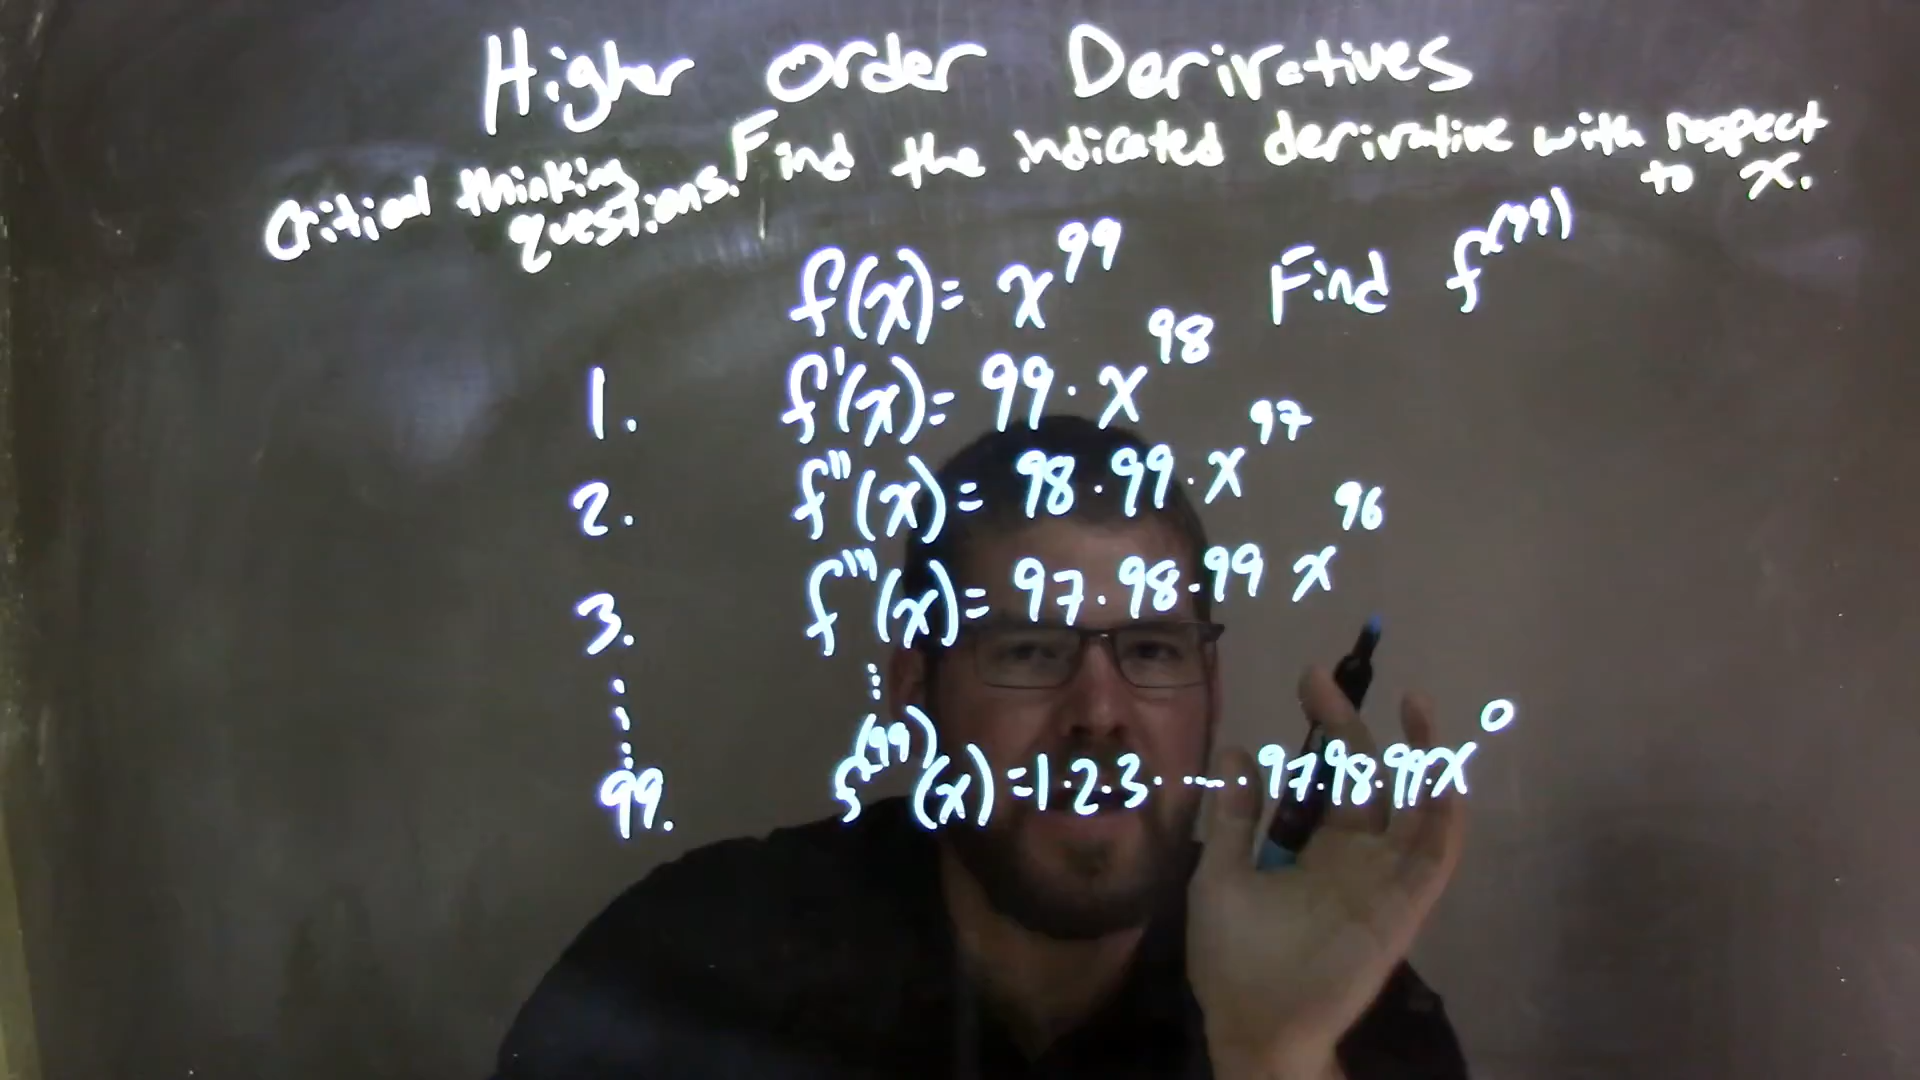 Higher Order Derivatives
Critical thinking questions. Find the indicated derivative with respect to x.
f(x) = x^99 Find f^(99)
1. f'(x) = 99 · x^98
2. f''(x) = 98 · 99 · x^97
3. f'''(x) = 97 · 98 · 99 x^96
⋮ ⋮
99. f^(99)(x) = 1 · 2 · 3 · ... · 97 · 98 · 99 · x^0